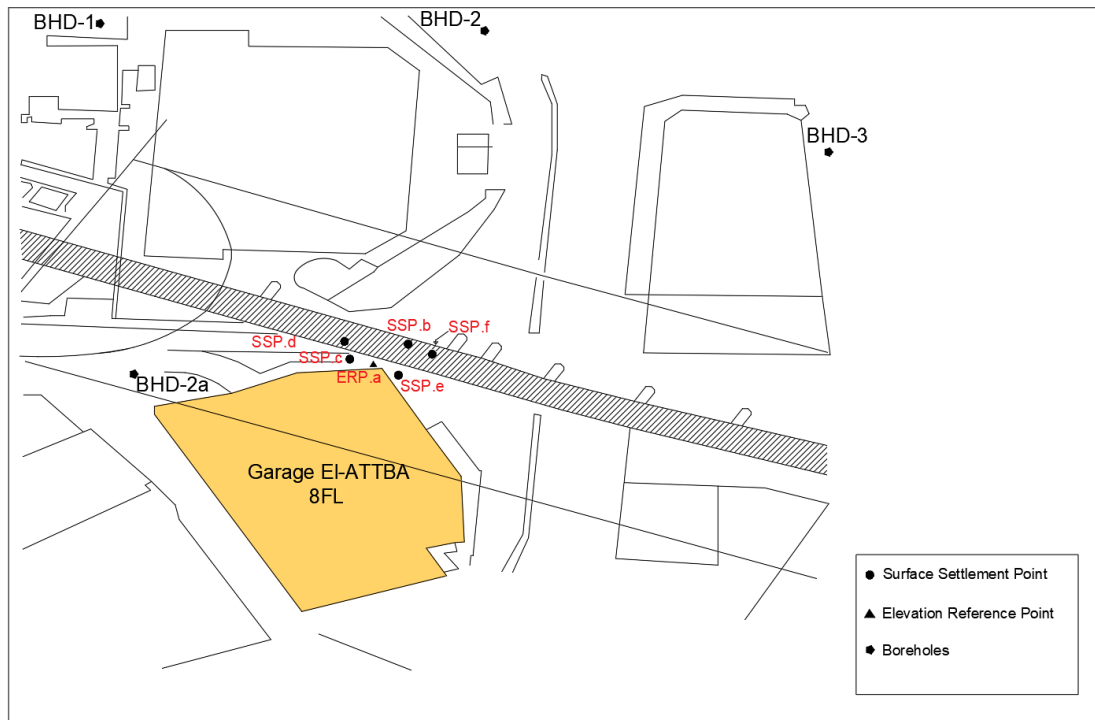 BHD-1
BHD-2
BHD-3
SSP.b
SSP.f
SSP.d
SSP.c
ERP.a
SSP.e
BHD-2a
Garage El-ATTBA
8FL
Surface Settlement Point
Elevation Reference Point
Boreholes